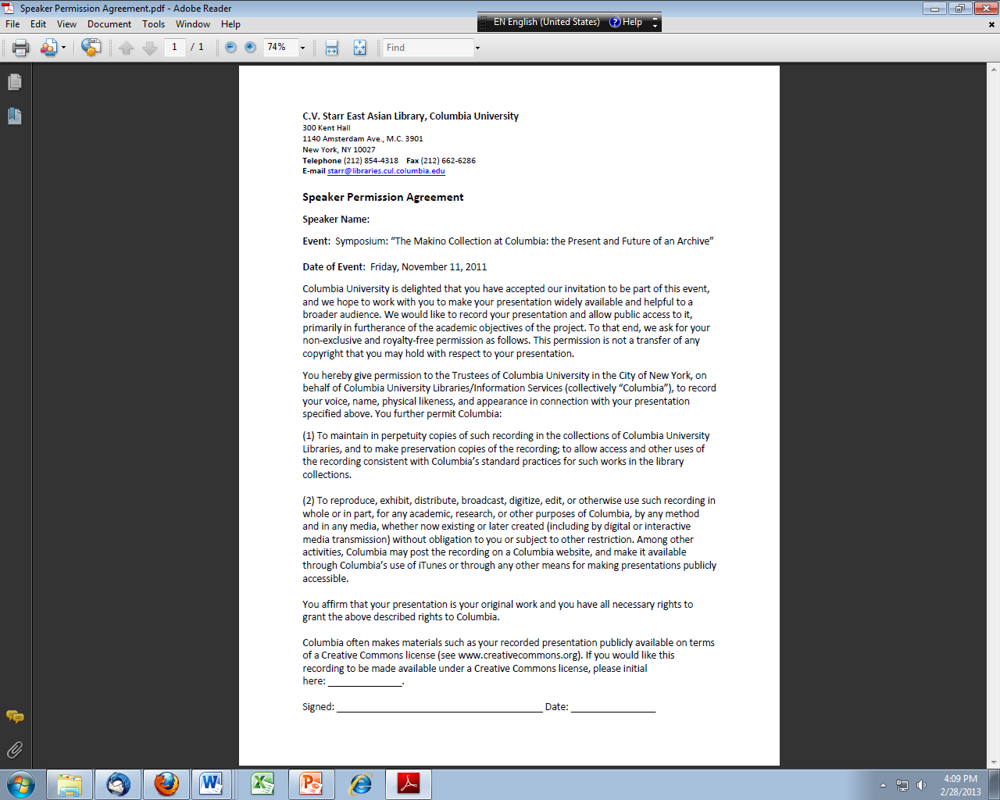 Speaker Permission Agreement.pdf - Adobe Reader
EN English (United States) Help
File Edit View Document Tools Window Help
1 / 1 74% Find
C.V. Starr East Asian Library, Columbia University
300 Kent Hall
1140 Amsterdam Ave., M.C. 3901
New York, NY 10027
Telephone (212) 854-4318 Fax (212) 662-6286
E-mail starr@libraries.cul.columbia.edu
Speaker Permission Agreement
Speaker Name:
Event: Symposium: “The Makino Collection at Columbia: the Present and Future of an Archive”
Date of Event: Friday, November 11, 2011
Columbia University is delighted that you have accepted our invitation to be part of this event,
and we hope to work with you to make your presentation widely available and helpful to a
broader audience. We would like to record your presentation and allow public access to it,
primarily in furtherance of the academic objectives of the project. To that end, we ask for your
non-exclusive and royalty-free permission as follows. This permission is not a transfer of any
copyright that you may hold with respect to your presentation.
You hereby give permission to the Trustees of Columbia University in the City of New York, on
behalf of Columbia University Libraries/Information Services (collectively “Columbia”), to record
your voice, name, physical likeness, and appearance in connection with your presentation
specified above. You further permit Columbia:
(1) To maintain in perpetuity copies of such recording in the collections of Columbia University
Libraries, and to make preservation copies of the recording; to allow access and other uses of
the recording consistent with Columbia’s standard practices for such works in the library
collections.
(2) To reproduce, exhibit, distribute, broadcast, digitize, edit, or otherwise use such recording in
whole or in part, for any academic, research, or other purposes of Columbia, by any method
and in any media, whether now existing or later created (including by digital or interactive
media transmission) without obligation to you or subject to other restriction. Among other
activities, Columbia may post the recording on a Columbia website, and make it available
through Columbia’s use of iTunes or through any other means for making presentations publicly
accessible.
You affirm that your presentation is your original work and you have all necessary rights to
grant the above described rights to Columbia.
Columbia often makes materials such as your recorded presentation publicly available on terms
of a Creative Commons license (see www.creativecommons.org). If you would like this
recording to be made available under a Creative Commons license, please initial
here: ______________.
Signed: ______________________________________ Date: ________________
4:09 PM
2/28/2013